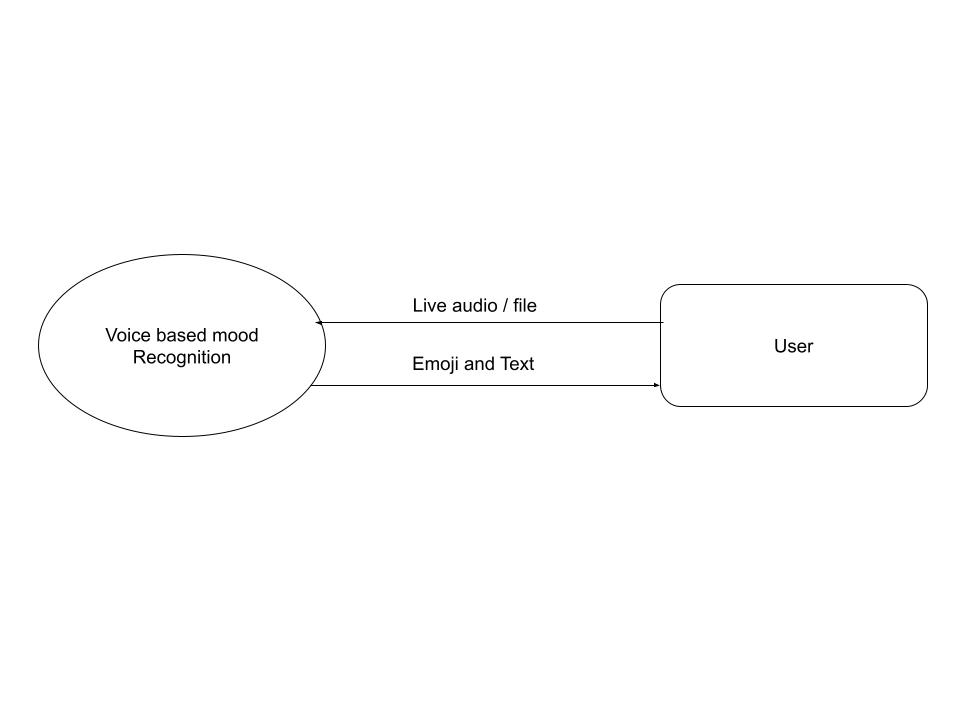 Voice based mood
Recognition
Live audio / file
Emoji and Text
User